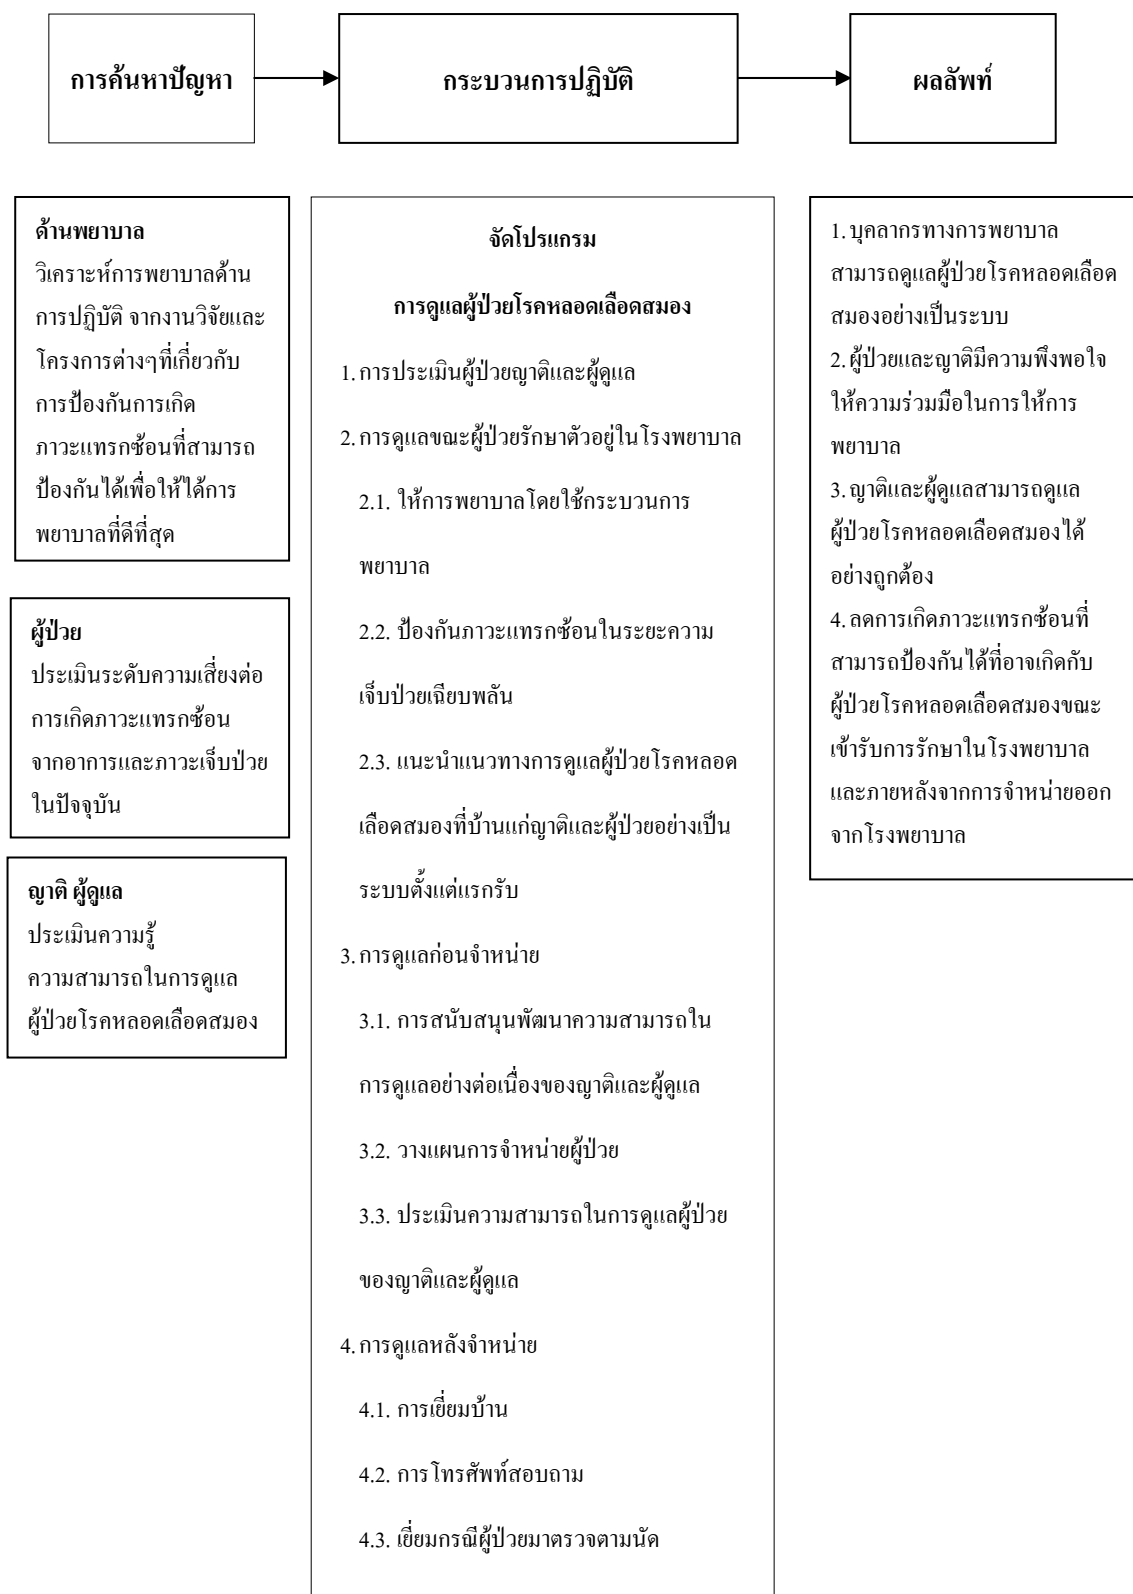 การค้นหาปัญหา
กระบวนการปฏิบัติ
ผลลัพท์
ด้านพยาบาล
วิเคราะห์การพยาบาลด้าน
การปฏิบัติ จากงานวิจัยและ
โครงการต่างๆที่เกี่ยวกับ
การป้องกันการเกิด
ภาวะแทรกซ้อนที่สามารถ
ป้องกันได้เพื่อให้ได้การ
พยาบาลที่ดีที่สุด
ผู้ป่วย
ประเมินระดับความเสี่ยงต่อ
การเกิดภาวะแทรกซ้อน
จากอาการและภาวะเจ็บป่วย
ในปัจจุบัน
ญาติ ผู้ดูแล
ประเมินความรู้
ความสามารถในการดูแล
ผู้ป่วยโรคหลอดเลือดสมอง
จัดโปรแกรม
การดูแลผู้ป่วยโรคหลอดเลือดสมอง
1. การประเมินผู้ป่วยญาติและผู้ดูแล
2. การดูแลขณะผู้ป่วยรักษาตัวอยู่ในโรงพยาบาล
2.1. ให้การพยาบาลโดยใช้กระบวนการ
พยาบาล
2.2. ป้องกันภาวะแทรกซ้อนในระยะความ
เจ็บป่วยเฉียบพลัน
2.3. แนะนำแนวทางการดูแลผู้ป่วยโรคหลอด
เลือดสมองที่บ้านแก่ญาติและผู้ป่วยอย่างเป็น
ระบบตั้งแต่แรกรับ
3. การดูแลก่อนจำหน่าย
3.1. การสนับสนุนพัฒนาความสามารถใน
การดูแลอย่างต่อเนื่องของญาติและผู้ดูแล
3.2. วางแผนการจำหน่ายผู้ป่วย
3.3. ประเมินความสามารถในการดูแลผู้ป่วย
ของญาติและผู้ดูแล
4. การดูแลหลังจำหน่าย
4.1. การเยี่ยมบ้าน
4.2. การโทรศัพท์สอบถาม
4.3. เยี่ยมกรณีผู้ป่วยมาตรวจตามนัด
1. บุคลากรทางการพยาบาล
สามารถดูแลผู้ป่วยโรคหลอดเลือด
สมองอย่างเป็นระบบ
2. ผู้ป่วยและญาติมีความพึงพอใจ
ให้ความร่วมมือในการให้การ
พยาบาล
3. ญาติและผู้ดูแลสามารถดูแล
ผู้ป่วยโรคหลอดเลือดสมองได้
อย่างถูกต้อง
4. ลดการเกิดภาวะแทรกซ้อนที่
สามารถป้องกันได้ที่อาจเกิดกับ
ผู้ป่วยโรคหลอดเลือดสมองขณะ
เข้ารับการรักษาในโรงพยาบาล
และภายหลังจากการจำหน่ายออก
จากโรงพยาบาล